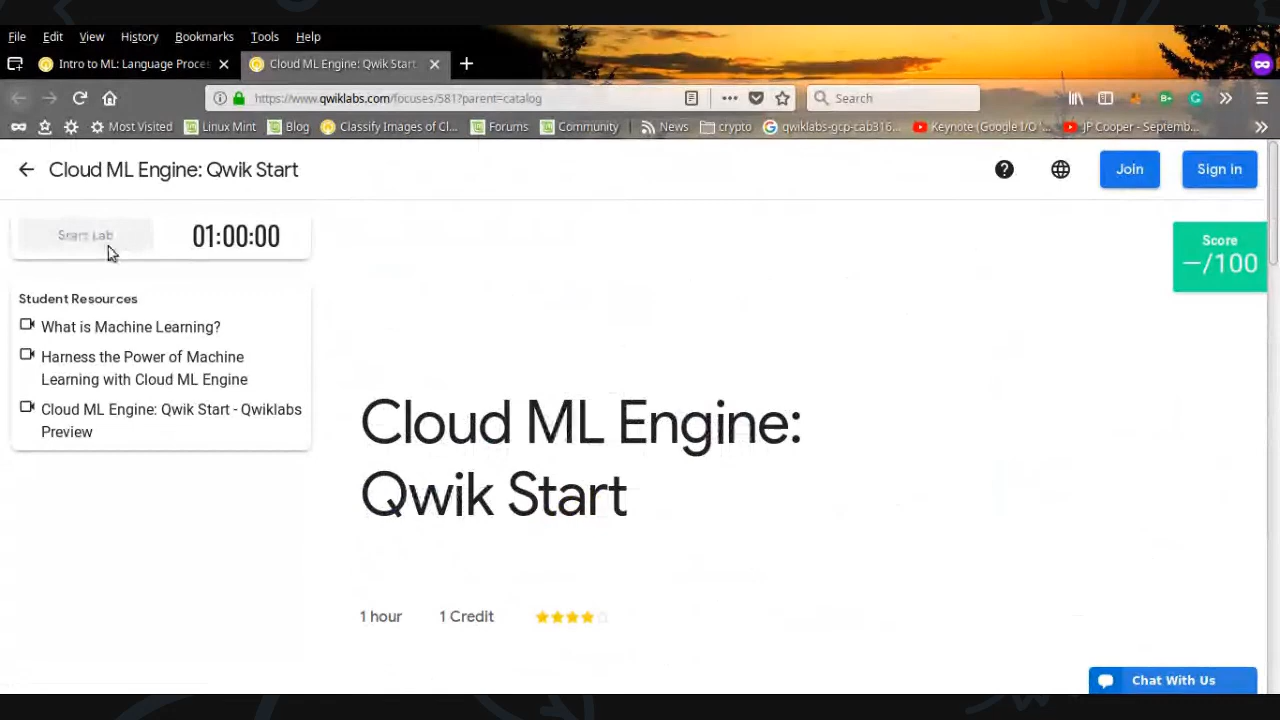 File Edit View History Bookmarks Tools Help
Intro to ML: Language Proces
Cloud ML Engine: Qwik Start
https://www.qwiklabs.com/focuses/581?parent=catalog
Search
Most Visited Linux Mint Blog Classify Images of Cl... Forums Community News crypto qwiklabs-gcp-cab316... Keynote (Google I/O '... JP Cooper - Septemb...
Cloud ML Engine: Qwik Start
Join Sign In
Start Lab 01:00:00
Score
—/100
Student Resources
What is Machine Learning?
Harness the Power of Machine
Learning with Cloud ML Engine
Cloud ML Engine: Qwik Start - Qwiklabs
Preview
Cloud ML Engine:
Qwik Start
1 hour 1 Credit
Chat With Us